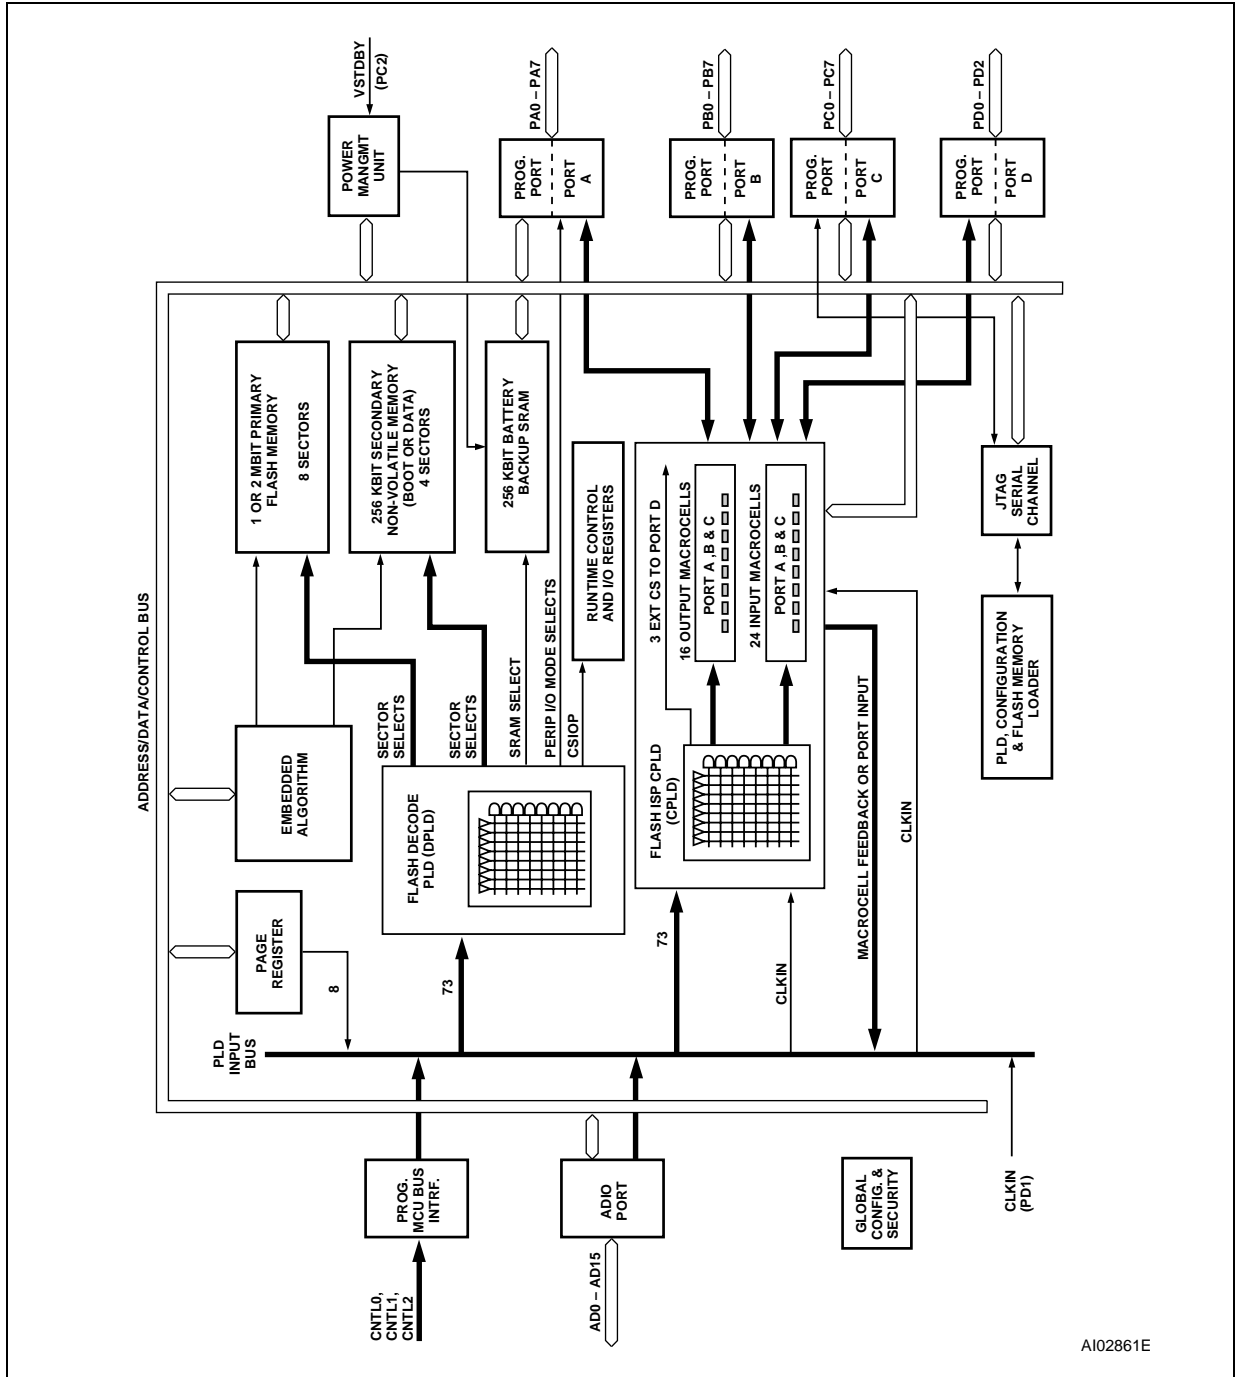 ADDRESS/DATA/CONTROL BUS
PLD
INPUT
BUS
CNTL0,
CNTL1,
CNTL2
PROG.
MCU BUS
INTRF.
AD0 – AD15
ADIO
PORT
GLOBAL
CONFIG. &
SECURITY
CLKIN
(PD1)
PAGE
REGISTER
8
EMBEDDED
ALGORITHM
1 OR 2 MBIT PRIMARY
FLASH MEMORY
8 SECTORS
256 KBIT SECONDARY
NON-VOLATILE MEMORY
(BOOT OR DATA)
4 SECTORS
256 KBIT BATTERY
BACKUP SRAM
RUNTIME CONTROL
AND I/O REGISTERS
SECTOR
SELECTS
SECTOR
SELECTS
SRAM SELECT
PERIP I/O MODE SELECTS
CSIOP
FLASH DECODE
PLD (DPLD)
73
73
CLKIN
FLASH ISP CPLD
(CPLD)
3 EXT CS TO PORT D
16 OUTPUT MACROCELLS
PORT A ,B & C
24 INPUT MACROCELLS
PORT A ,B & C
MACROCELL FEEDBACK OR PORT INPUT
CLKIN
POWER
MANGMT
UNIT
VSTDBY
(PC2)
PROG.
PORT
PORT
A
PA0 – PA7
PROG.
PORT
PORT
B
PB0 – PB7
PROG.
PORT
PORT
C
PC0 – PC7
PROG.
PORT
PORT
D
PD0 – PD2
JTAG
SERIAL
CHANNEL
PLD, CONFIGURATION
& FLASH MEMORY
LOADER
AI02861E